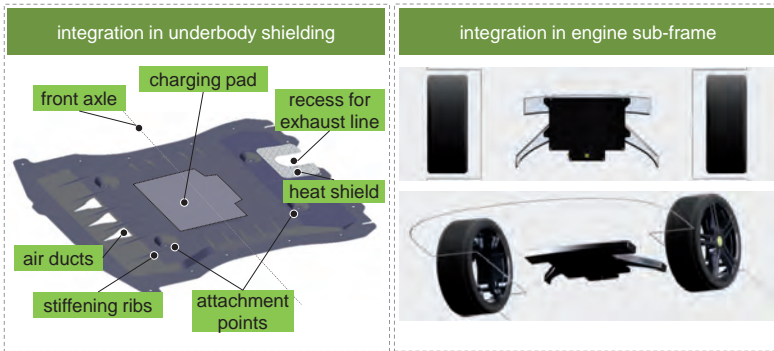 integration in underbody shielding
integration in engine sub-frame
front axle
charging pad
recess for
exhaust line
heat shield
air ducts
stiffening ribs
attachment
points